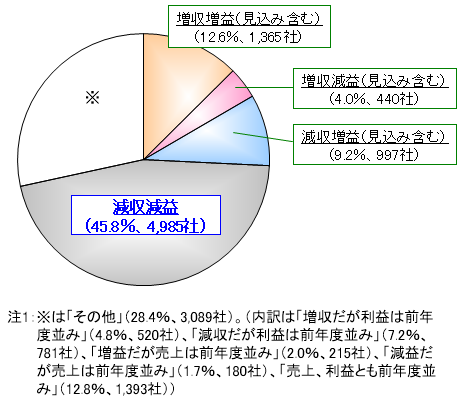 増収増益(見込み含む)
(12.6%、1,365社)
増収減益(見込み含む)
(4.0%、440社)
減収増益(見込み含む)
(9.2%、997社)
※
減収減益
(45.8%、4,985社)
注1:※は「その他」(28.4%、3,089社)。(内訳は「増収だが利益は前年
度並み」(4.8%、520社)、「減収だが利益は前年度並み」(7.2%、
781社)、「増益だが売上は前年度並み」(2.0%、215社)、「減益だ
が売上は前年度並み」(1.7%、180社)、「売上、利益とも前年度並
み」(12.8%、1,393社))